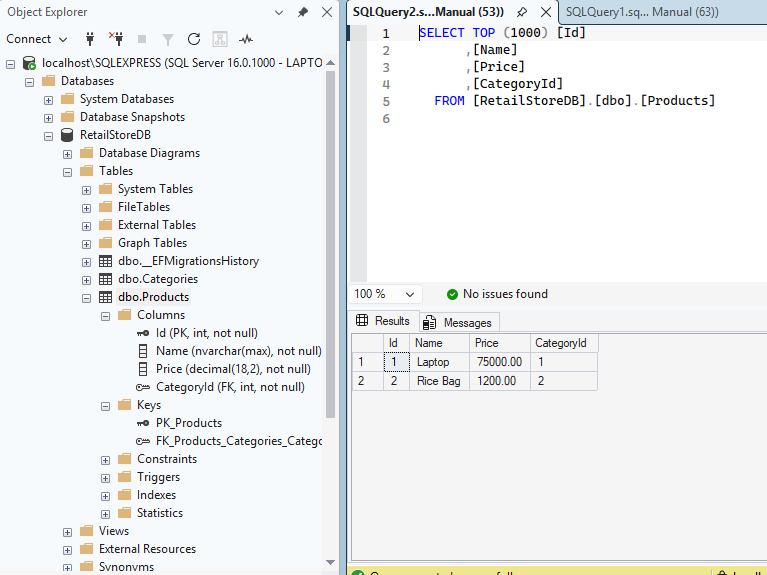 Object Explorer
Connect
localhost\SQLEXPRESS (SQL Server 16.0.1000 - LAPTO
Databases
System Databases
Database Snapshots
RetailStoreDB
Database Diagrams
Tables
System Tables
FileTables
External Tables
Graph Tables
dbo.__EFMigrationsHistory
dbo.Categories
dbo.Products
Columns
Id (PK, int, not null)
Name (nvarchar(max), not null)
Price (decimal(18,2), not null)
CategoryId (FK, int, not null)
Keys
PK_Products
FK_Products_Categories_Catego
Constraints
Triggers
Indexes
Statistics
Views
External Resources
Synonyms
SQLQuery2.s...Manual (53)) SQLQuery1.sq... Manual (63))
1 SELECT TOP (1000) [Id]
2 ,[Name]
3 ,[Price]
4 ,[CategoryId]
5 FROM [RetailStoreDB].[dbo].[Products]
6
100 % No issues found
Results Messages
Id Name Price CategoryId
1 1 Laptop 75000.00 1
2 2 Rice Bag 1200.00 2